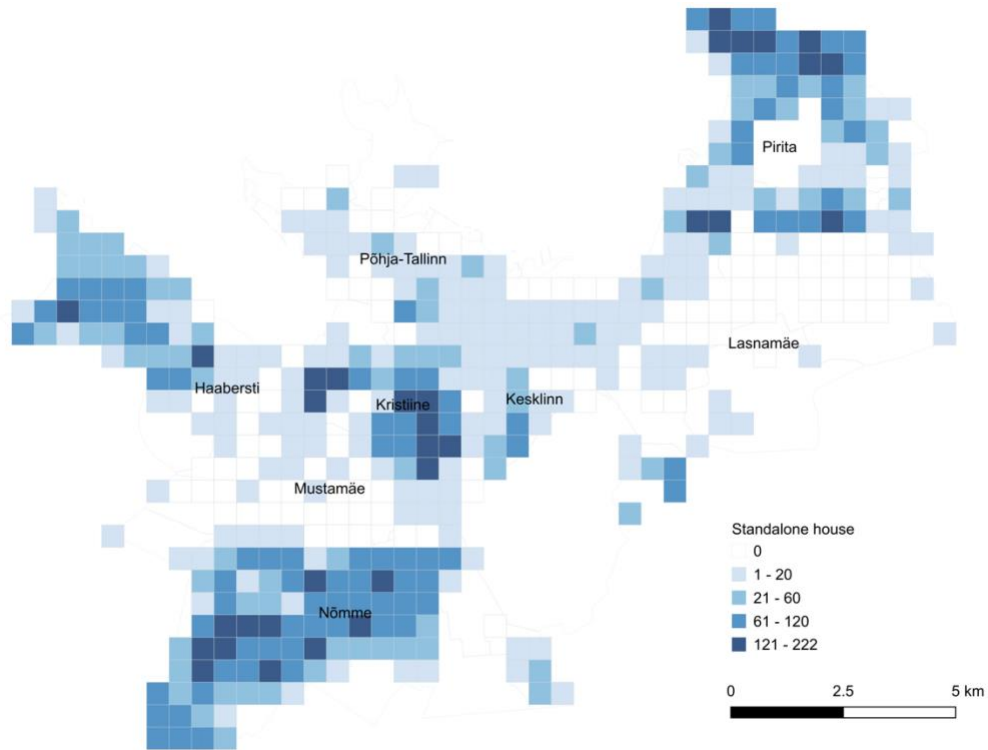 Pirita
Põhja-Tallinn
Lasnamäe
Haabersti
Kristiine
Kesklinn
Mustamäe
Nõmme
Standalone house
0
1 - 20
21 - 60
61 - 120
121 - 222
0 2.5 5 km